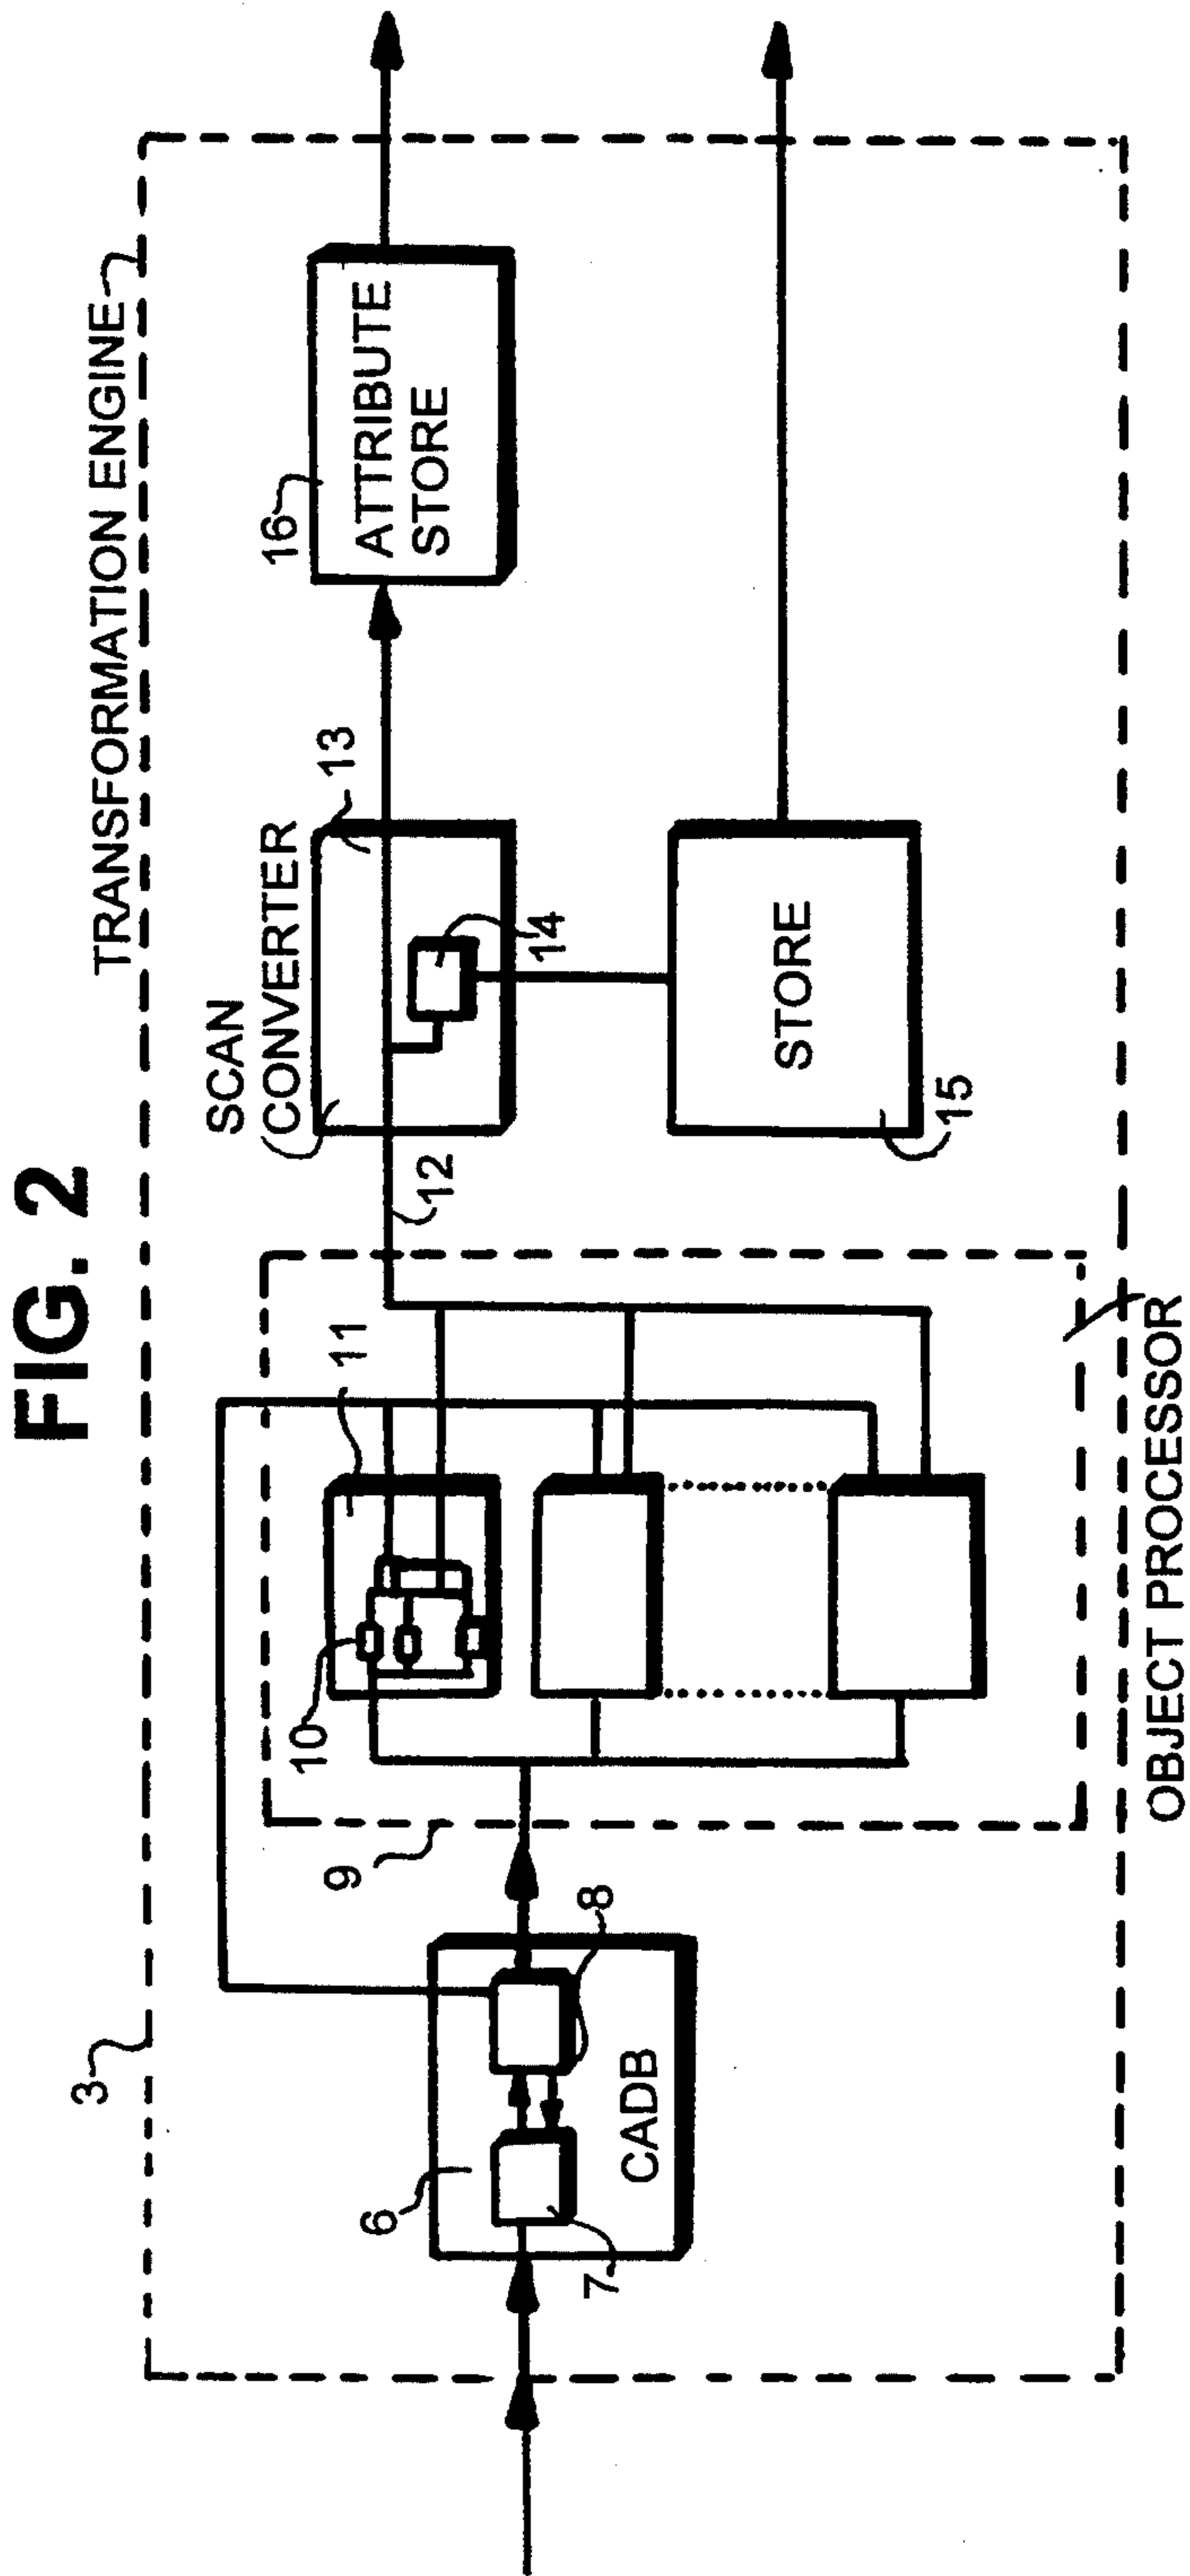 FIG. 2
TRANSFORMATION ENGINE
3
6
7
8
CADB
9
10
11
OBJECT PROCESSOR
12
SCAN
CONVERTER
13
14
STORE
15
16
ATTRIBUTE
STORE